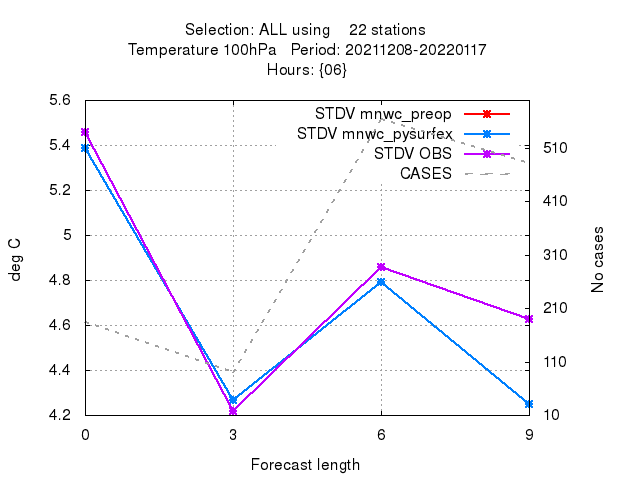 Selection: ALL using 22 stations
Temperature 100hPa Period: 20211208-20220117
Hours: {06}
STDV mnwc_preop
STDV mnwc_pysurfex
STDV OBS
CASES
5.6
5.4
5.2
5
4.8
4.6
4.4
4.2
deg C
510
410
310
210
110
10
No cases
0 3 6 9
Forecast length